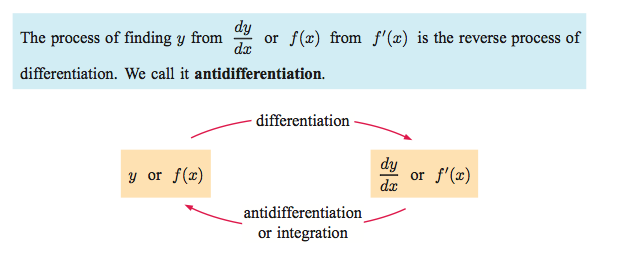 The process of finding y from dy/dx or f(x) from f′(x) is the reverse process of
differentiation. We call it antidifferentiation.
differentiation
y or f(x)
dy/dx or f′(x)
antidifferentiation
or integration